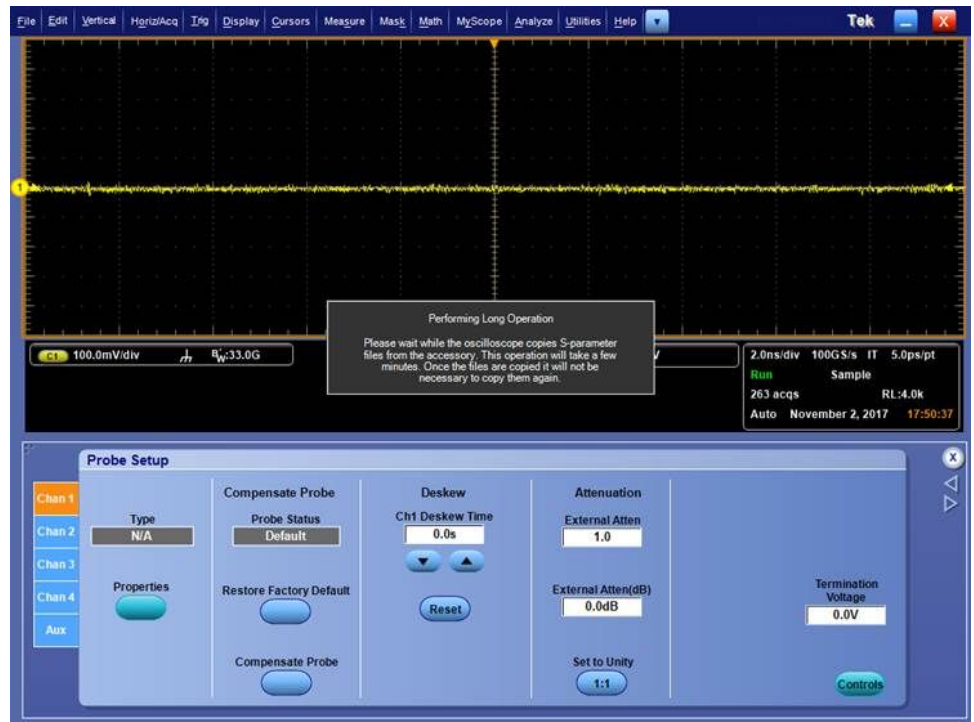 File Edit Vertical Horiz/Acq Trig Display Cursors Measure Mask Math MyScope Analyze Utilities Help Tek X
1
Performing Long Operation
Please wait while the oscilloscope copies S-parameter
files from the accessory. This operation will take a few
minutes. Once the files are copied it will not be
necessary to copy them again.
C1 100.0mV/div BW:33.0G
V
2.0ns/div 100GS/s IT 5.0ps/pt
Run Sample
263 acqs RL:4.0k
Auto November 2, 2017 17:50:37
Probe Setup
X
Chan 1
Chan 2
Chan 3
Chan 4
Aux
Type
N/A
Properties
Compensate Probe
Probe Status
Default
Restore Factory Default
Compensate Probe
Deskew
Ch1 Deskew Time
0.0s
Reset
Attenuation
External Atten
1.0
External Atten(dB)
0.0dB
Set to Unity
1:1
Termination
Voltage
0.0V
Controls